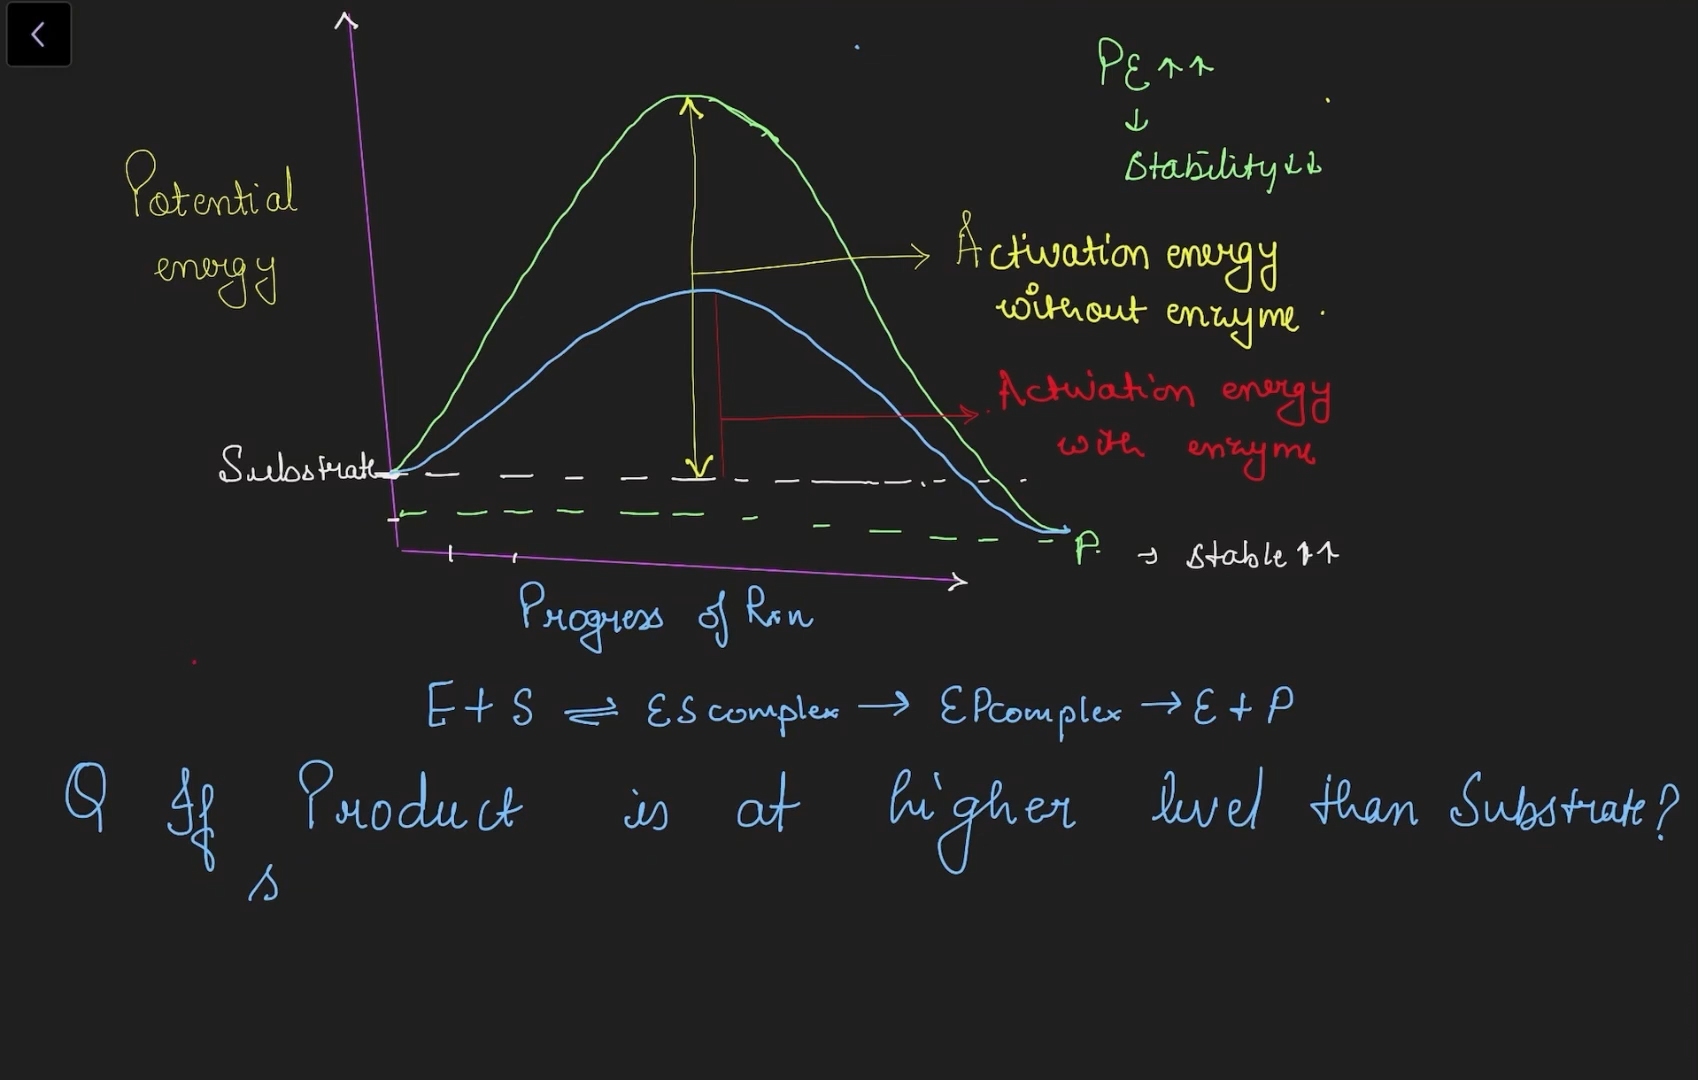 PE ↑↑
↓
Stability ↓↓
Potential
energy
Activation energy
without enzyme
Activation energy
with enzyme
Substrate
P → Stable ↑↑
Progress of Rxn
E + S ⇌ ES complex → EP complex → E + P
Q If Product is at higher level than Substrate?
s